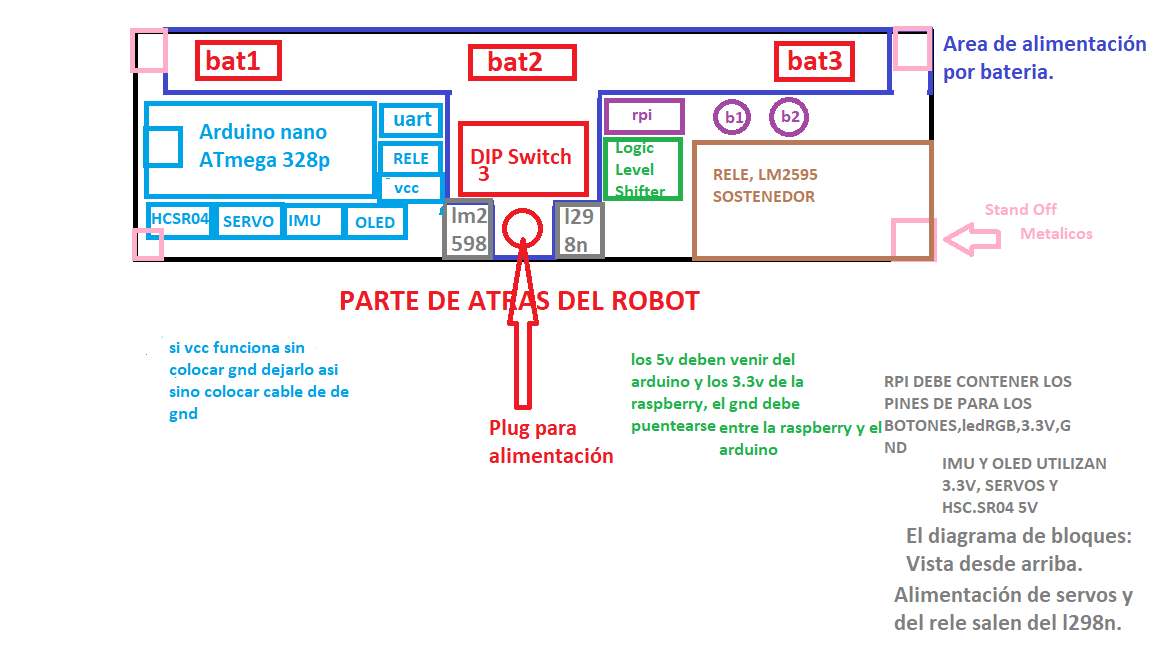 bat1
bat2
bat3
Area de alimentación
por bateria.
Arduino nano
ATmega 328p
uart
RELE
vcc
HCSR04
SERVO
IMU
OLED
DIP Switch
3
lm2
598
l29
8n
rpi
b1
b2
Logic
Level
Shifter
RELE, LM2595
SOSTENEDOR
Stand Off
Metalicos
PARTE DE ATRAS DEL ROBOT
si vcc funciona sin
colocar gnd dejarlo asi
sino colocar cable de de
gnd
Plug para
alimentación
los 5v deben venir del
arduino y los 3.3v de la
raspberry, el gnd debe
puentearse entre la raspberry y el
arduino
RPI DEBE CONTENER LOS
PINES DE PARA LOS
BOTONES,ledRGB,3.3V,G
ND
IMU Y OLED UTILIZAN
3.3V, SERVOS Y
HSC.SR04 5V
El diagrama de bloques:
Vista desde arriba.
Alimentación de servos y
del rele salen del l298n.